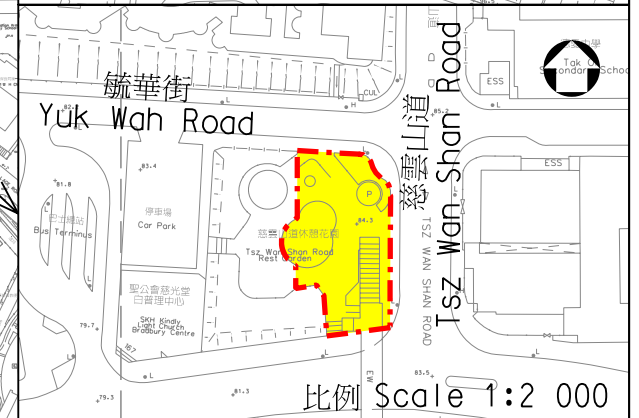 毓華街
Yuk Wah Road
慈雲山道
Tsz Wan Shan Road
CUL
L
H
85.2
ESS
ESS
L
83.4
81.8
巴士總站
Bus Terminus
停車場
Car Park
P
84.3
慈雲山道休憩花園
Tsz Wan Shan Road
Rest Garden
TSZ WAN SHAN ROAD
聖公會慈光堂
白普理中心
SKH Kindly
Light Church
Bradbury Centre
79.7
167
L
L
L
79.3
81.3
EW
83.5
L
比例 Scale 1:2 000